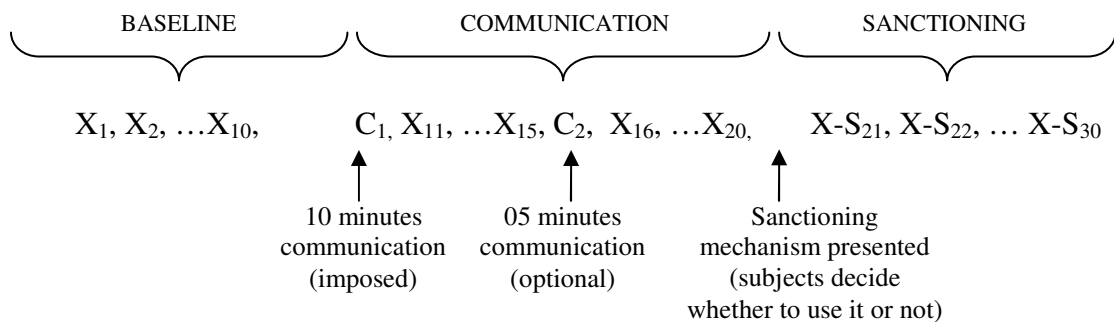 BASELINE COMMUNICATION SANCTIONING
X1, X2, …X10, C1, X11, …X15, C2, X16, …X20, X-S21, X-S22, … X-S30
10 minutes
communication
(imposed)
05 minutes
communication
(optional)
Sanctioning
mechanism presented
(subjects decide
whether to use it or not)